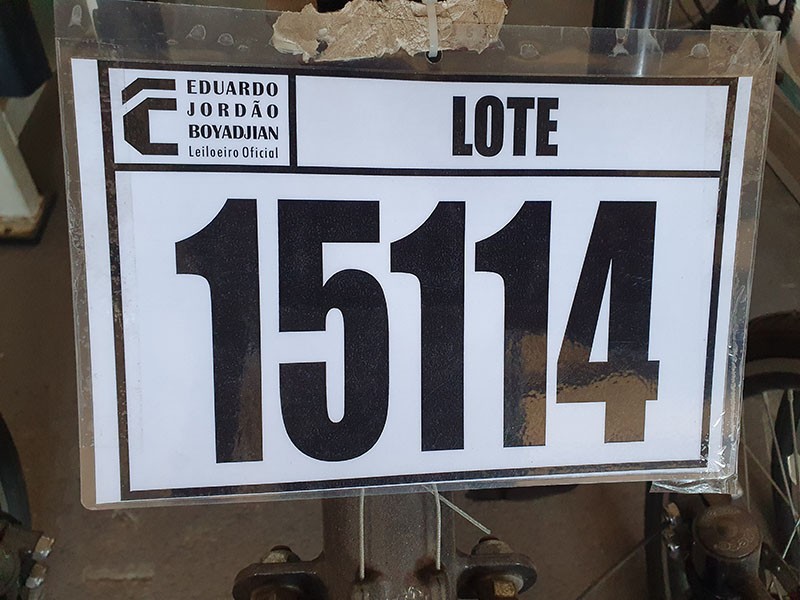 EDUARDO
JORDÃO
BOYADJIAN
Leiloeiro Oficial
LOTE
15114